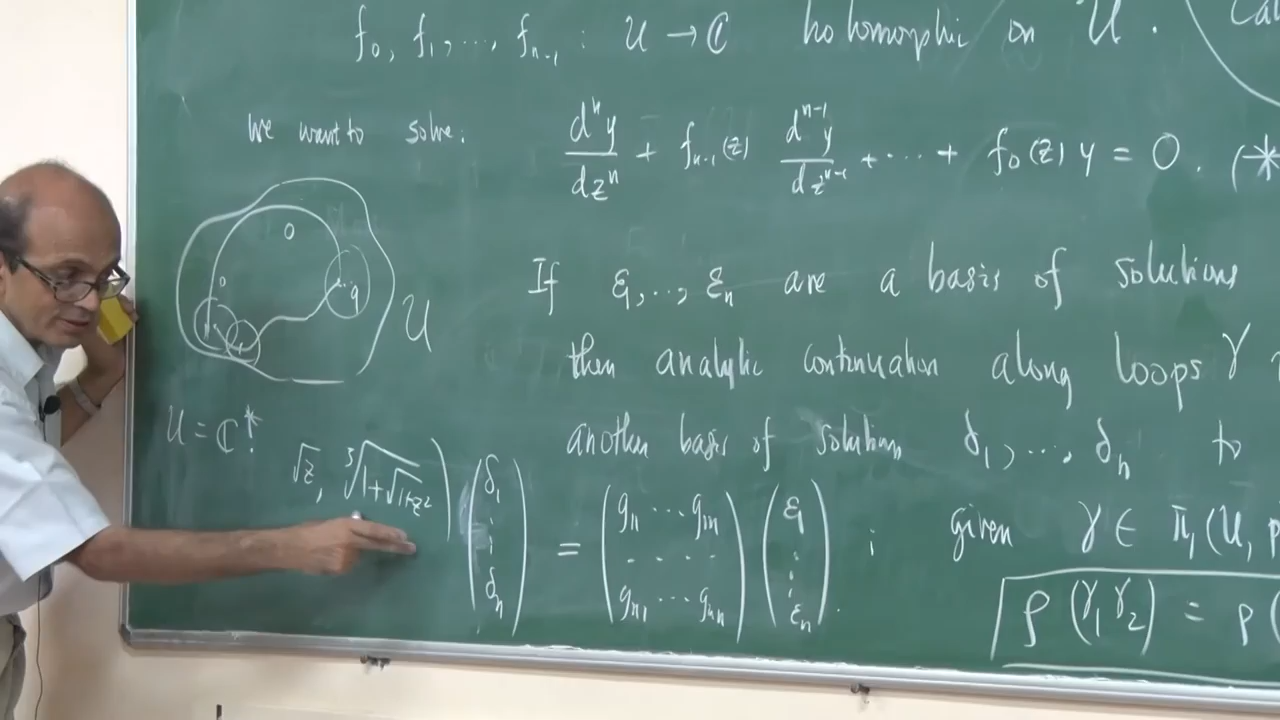 f₀, f₁, ..., fₙ₋₁ : U → ℂ holomorphic on U.
We want to solve: dⁿy/dzⁿ + fₙ₋₁(z) dⁿ⁻¹y/dzⁿ⁻¹ + ... + f₀(z) y = 0. (*
p q U
If ε₁, .., εₙ are a basis of solutions
then analytic continuation along loops γ
U = ℂ*!
another basis of solutions δ₁, ..., δₙ to
√z, ³√(1+√(1+z²))
(δ₁ ⋮ δₙ) = (g₁₁ ... g₁ₙ ... gₙ₁ ... gₙₙ) (ε₁ ⋮ εₙ). ; given γ ∈ π₁(U, p
ρ(γ₁γ₂) = ρ(